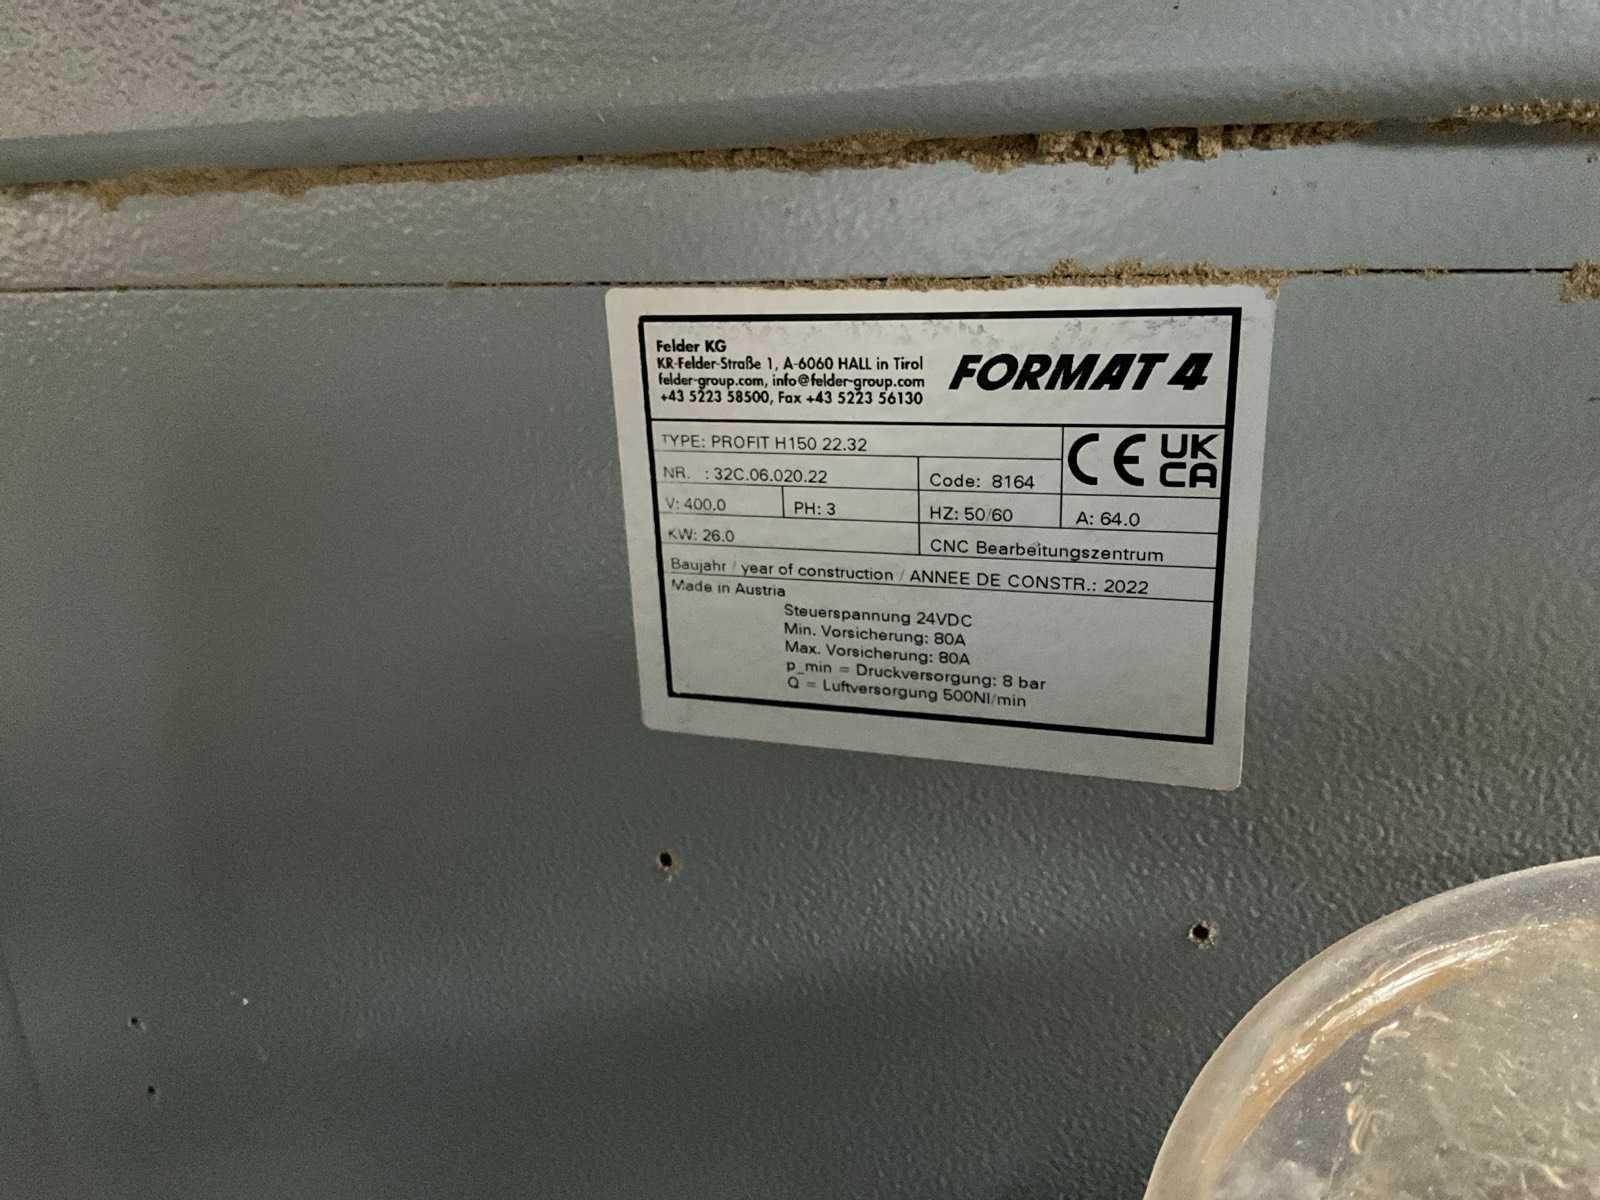 Felder KG
KR-Felder-Straße 1, A-6060 HALL in Tirol
felder-group.com, info@felder-group.com
+43 5223 58500, Fax +43 5223 56130
FORMAT 4
TYPE: PROFIT H150 22.32
CE UK CA
NR. : 32C.06.020.22
Code: 8164
V: 400.0
PH: 3
HZ: 50/60
A: 64.0
KW: 26.0
CNC Bearbeitungszentrum
Baujahr / year of construction / ANNEE DE CONSTR.: 2022
Made in Austria
Steuerspannung 24VDC
Min. Vorsicherung: 80A
Max. Vorsicherung: 80A
p_min = Druckversorgung: 8 bar
Q = Luftversorgung 500Nl/min